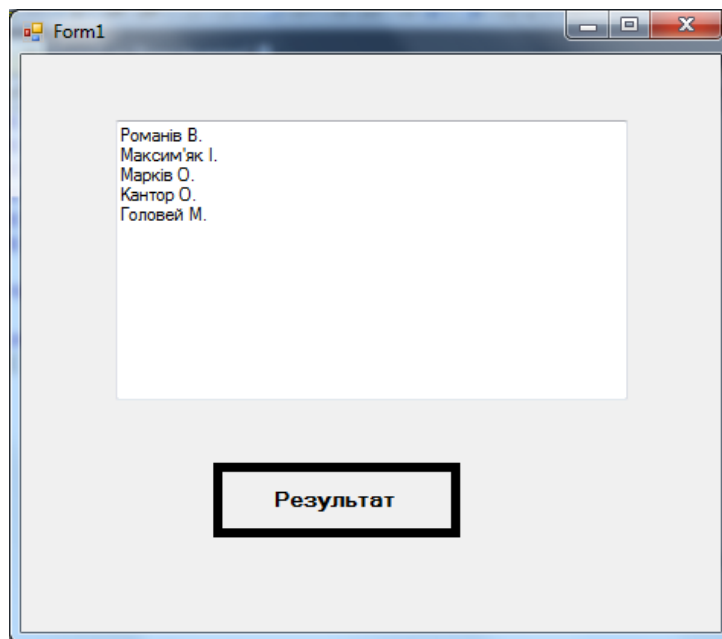 Form1
Романів В.
Максим'як І.
Марків О.
Кантор О.
Головей М.
Результат